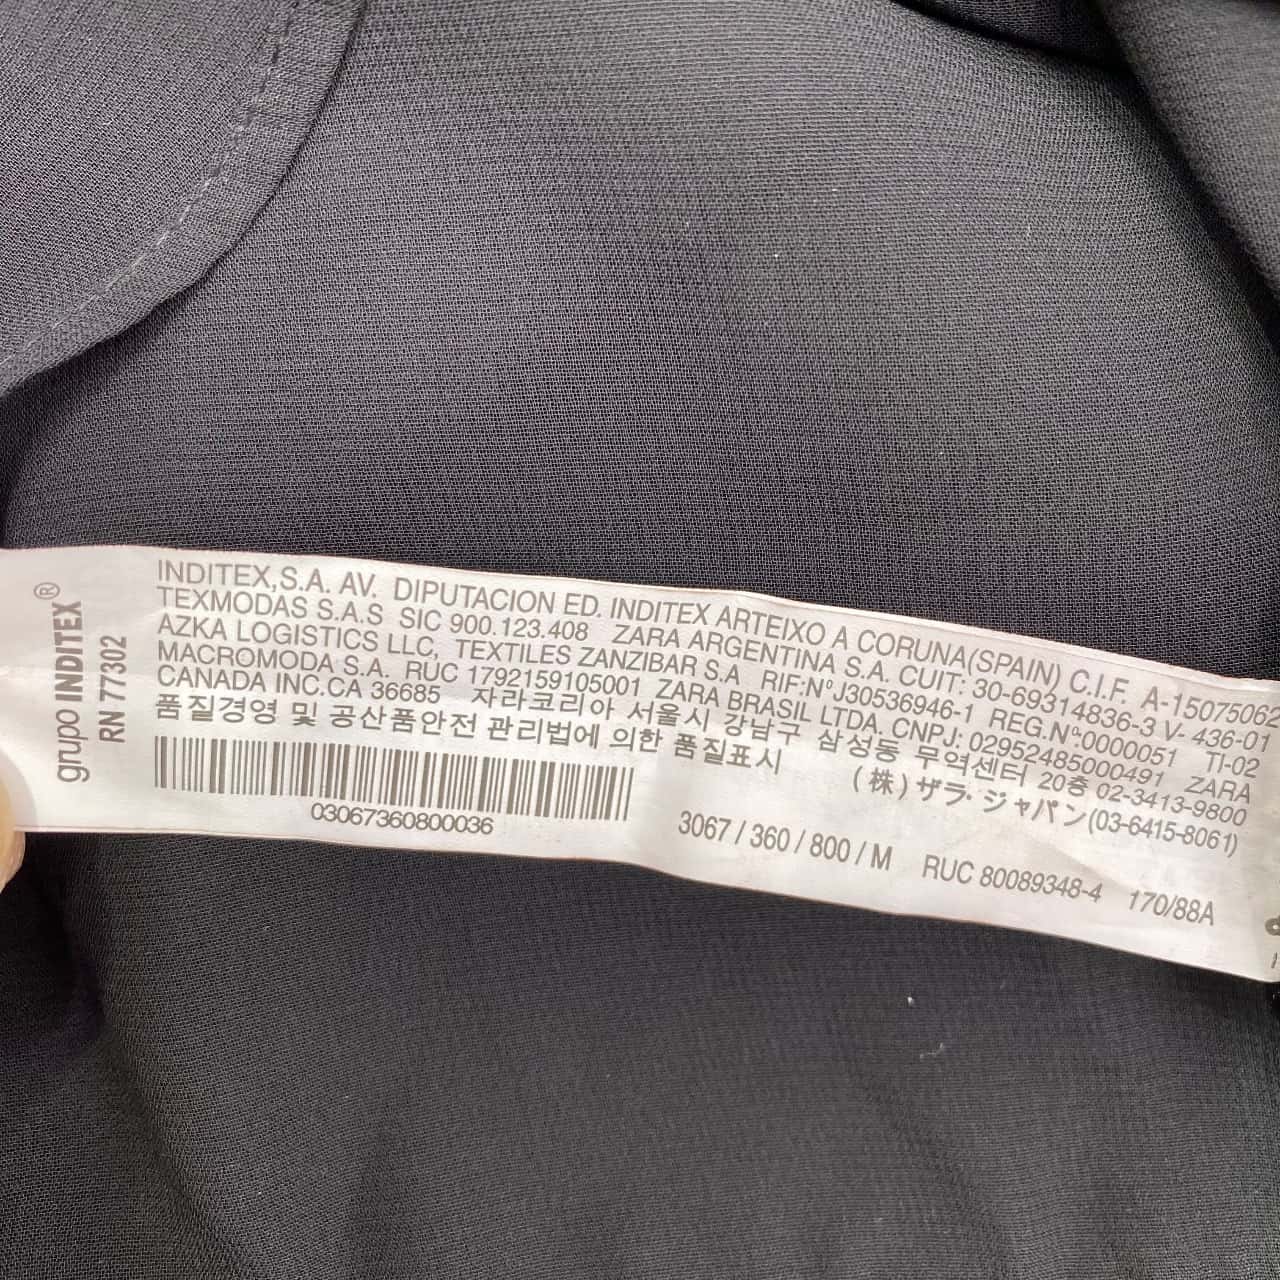 grupo INDITEX®
RN 77302
INDITEX,S.A. AV. DIPUTACION ED. INDITEX ARTEIXO A CORUNA(SPAIN) C.I.F. A-15075062
TEXMODAS S.A.S SIC 900.123.408 ZARA ARGENTINA S.A. CUIT: 30-69314836-3 V- 436-01
AZKA LOGISTICS LLC, TEXTILES ZANZIBAR S.A RIF:NºJ30536946-1 REG.Nº:0000051 TI-02
MACROMODA S.A. RUC 1792159105001 ZARA BRASIL LTDA. CNPJ: 02952485000491 ZARA
CANADA INC.CA 36685 자라코리아 서울시 강남구 삼성동 무역센터 20층 02-3413-9800
품질경영 및 공산품안전 관리법에 의한 품질표시 (株) ザラ・ジャパン(03-6415-8061)
03067360800036
3067 / 360 / 800 / M RUC 80089348-4 170/88A